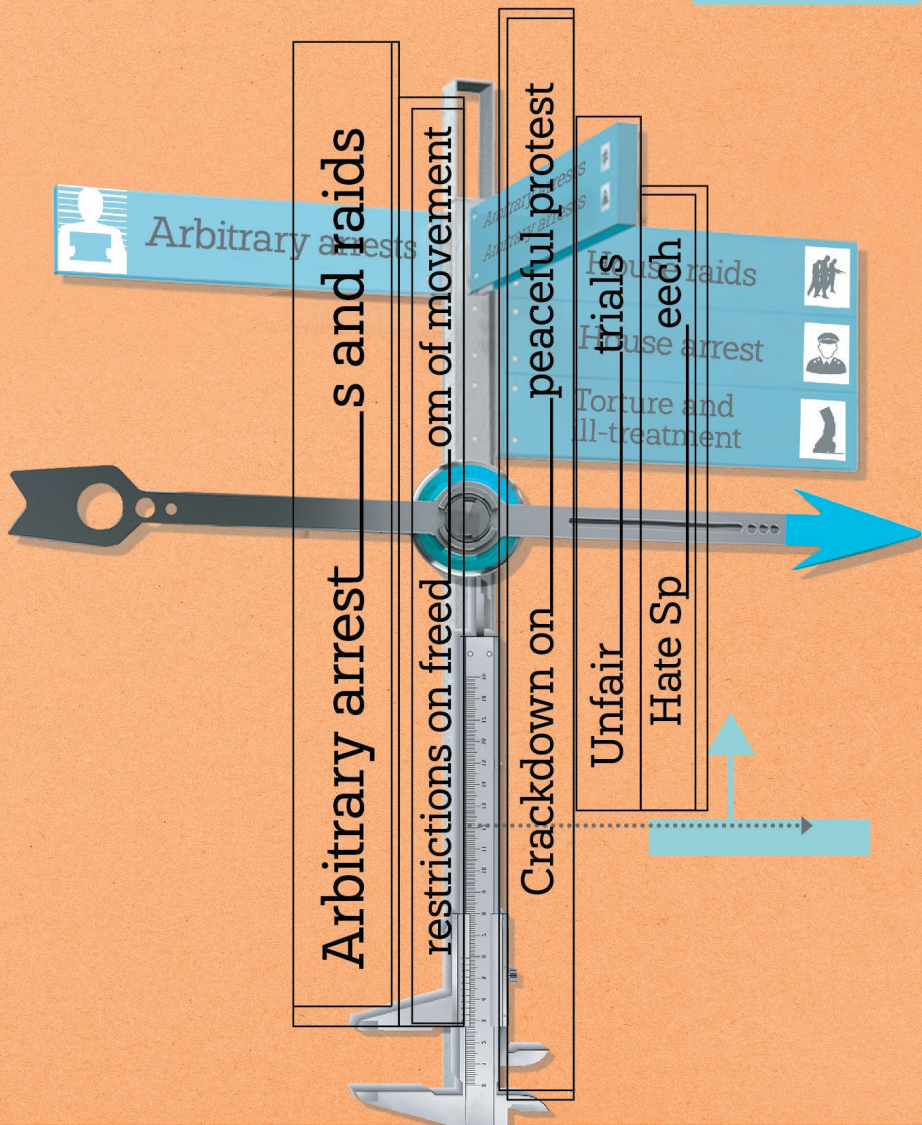 Arbitrary arrests and raids
restrictions on freedom of movement
Crackdown on peaceful protest
Unfair trials
Hate Speech
Arbitrary arrests
Arbitrary arrests
Arbitrary arrests
House raids
House arrest
Torture and
ill-treatment